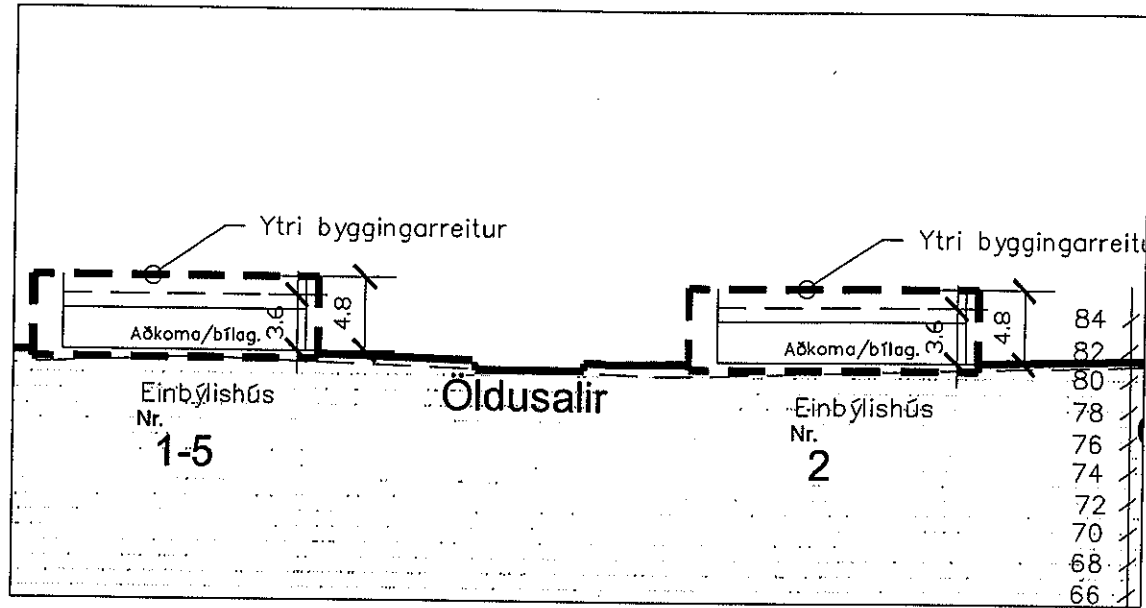 Ytri byggingarreitur
3.6
4.8
Aðkoma/bílag.
Einbýlishús
Nr.
1-5
Öldusalir
Ytri byggingarreitu
3.6
4.8
Aðkoma/bílag.
Einbýlishús
Nr.
2
84
82
80
78
76
74
72
70
68
66